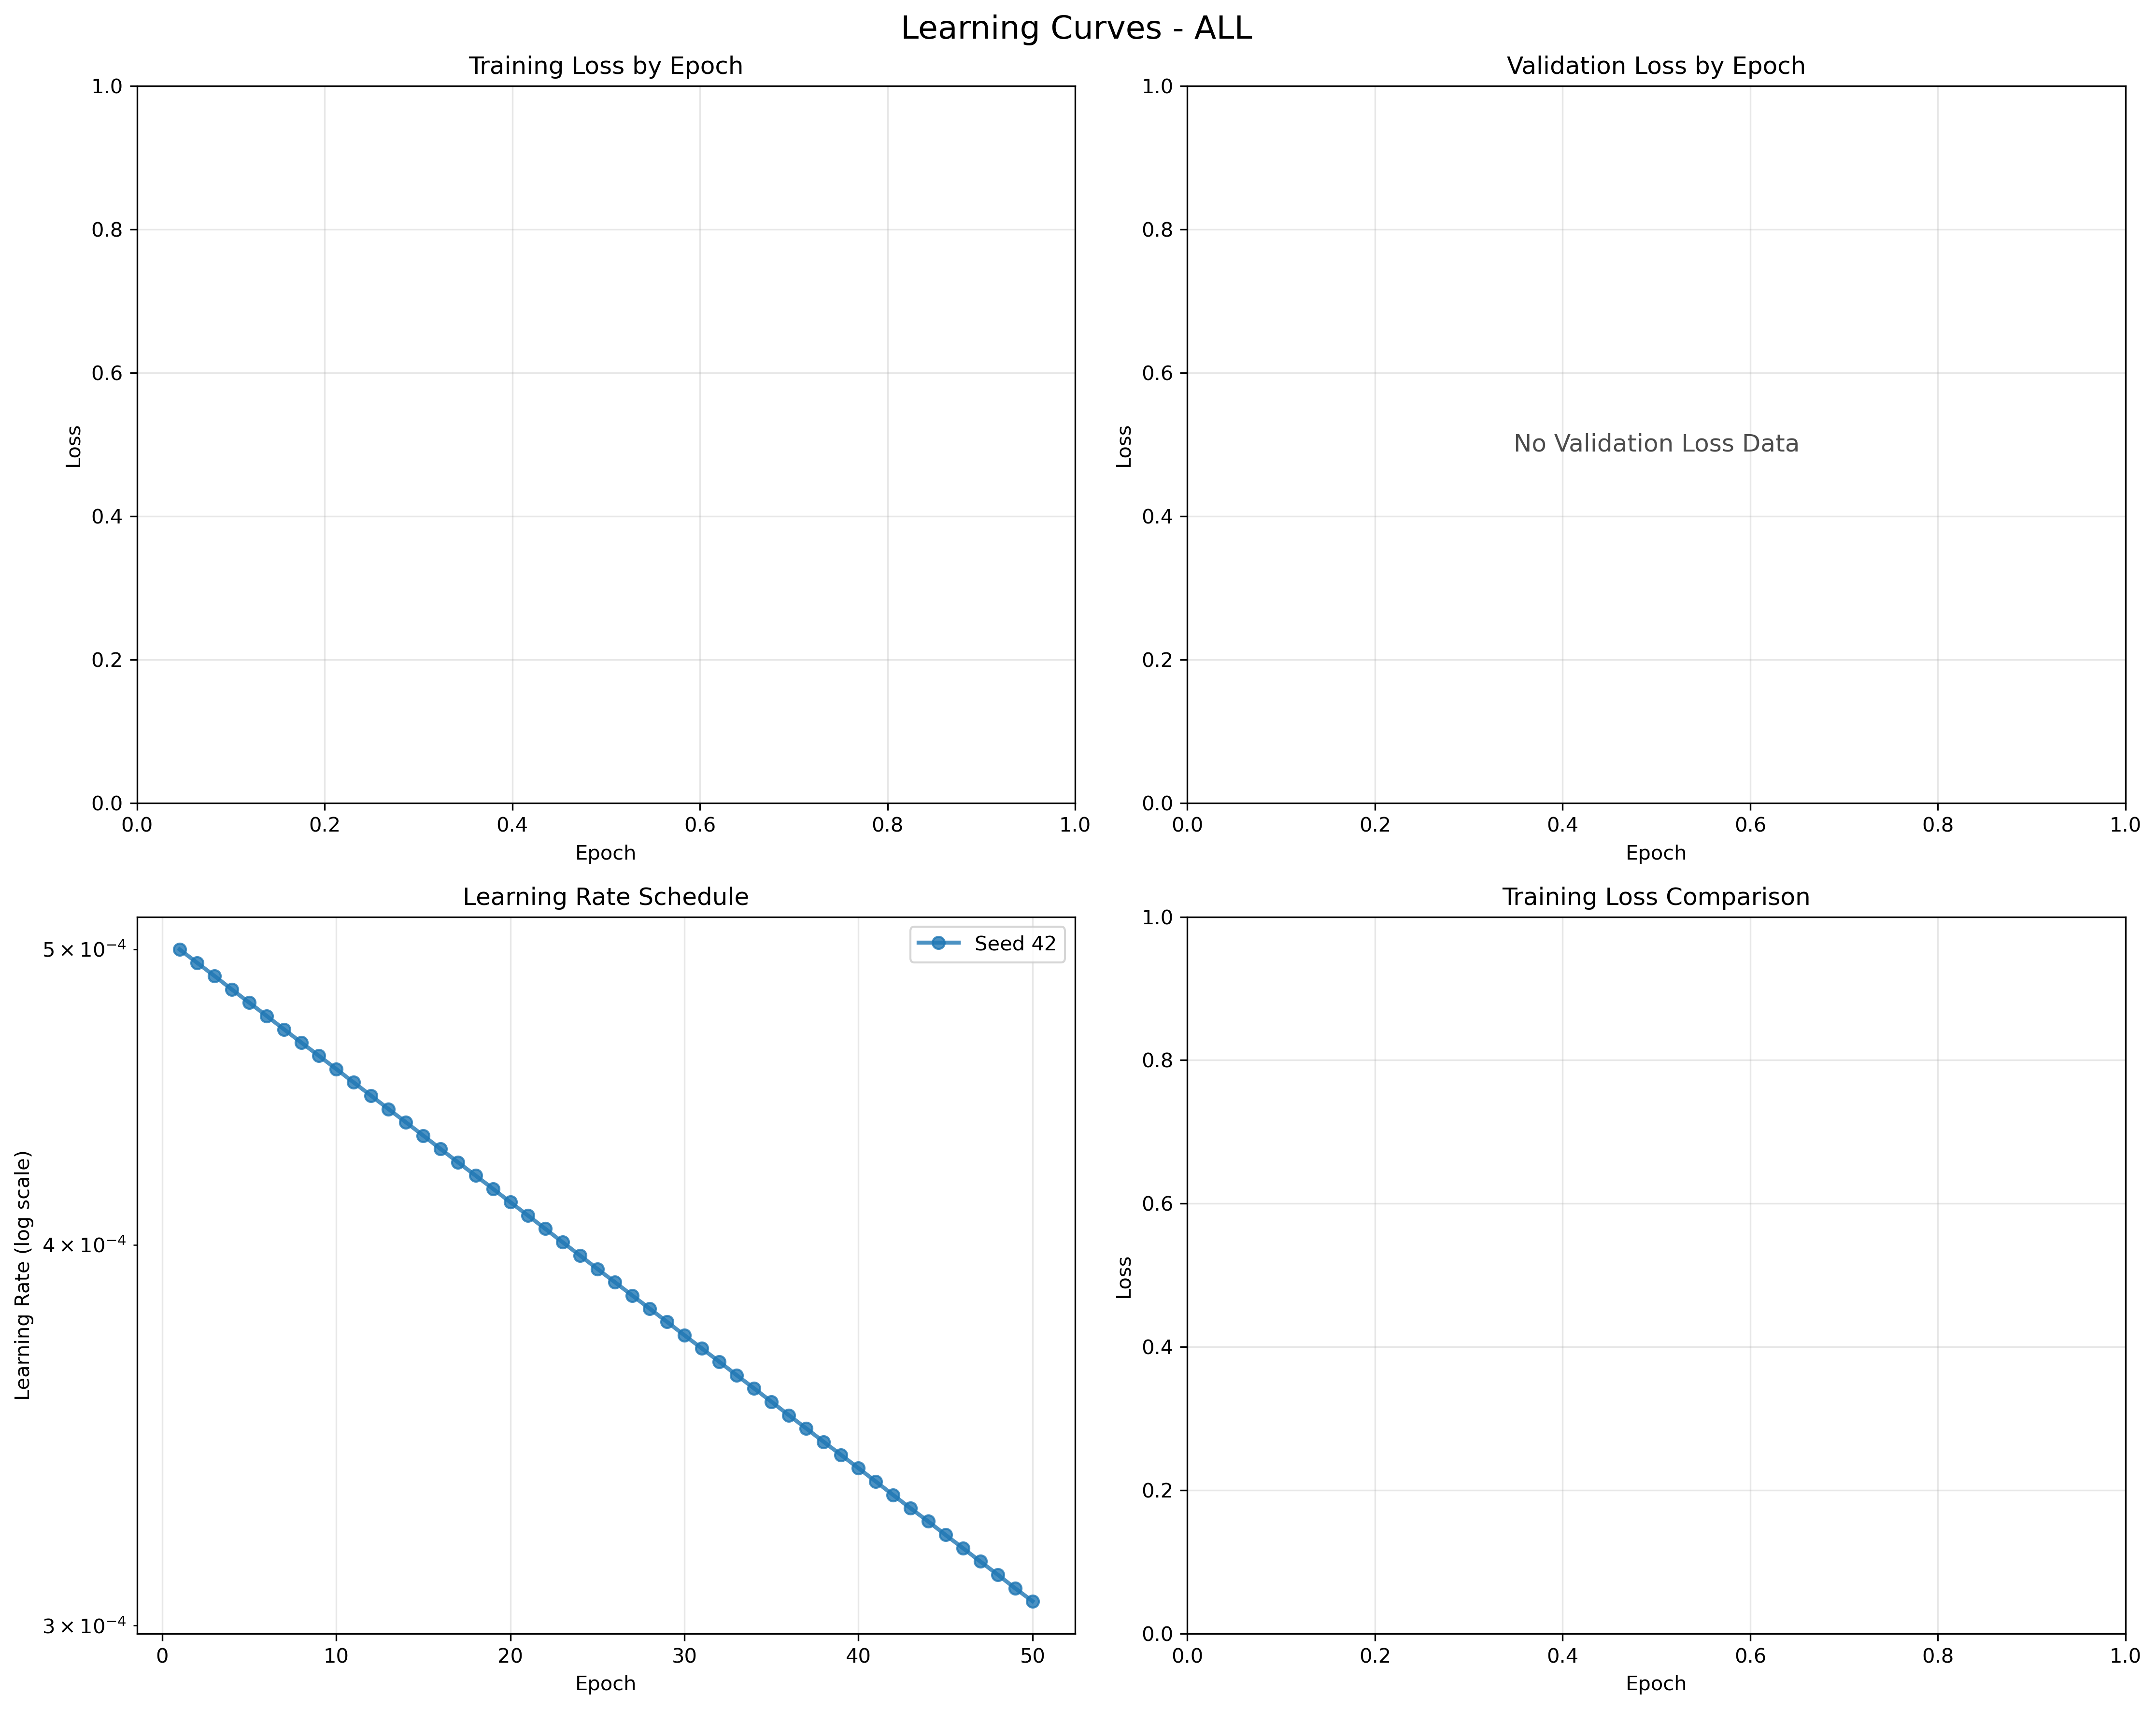 Learning Curves - ALL
Training Loss by Epoch
1.0
0.8
0.6
0.4
0.2
0.0
Loss
0.0 0.2 0.4 0.6 0.8 1.0
Epoch
Validation Loss by Epoch
1.0
0.8
0.6
0.4
0.2
0.0
Loss
No Validation Loss Data
0.0 0.2 0.4 0.6 0.8 1.0
Epoch
Learning Rate Schedule
5 × 10⁻⁴
4 × 10⁻⁴
3 × 10⁻⁴
Learning Rate (log scale)
Seed 42
0 10 20 30 40 50
Epoch
Training Loss Comparison
1.0
0.8
0.6
0.4
0.2
0.0
Loss
0.0 0.2 0.4 0.6 0.8 1.0
Epoch